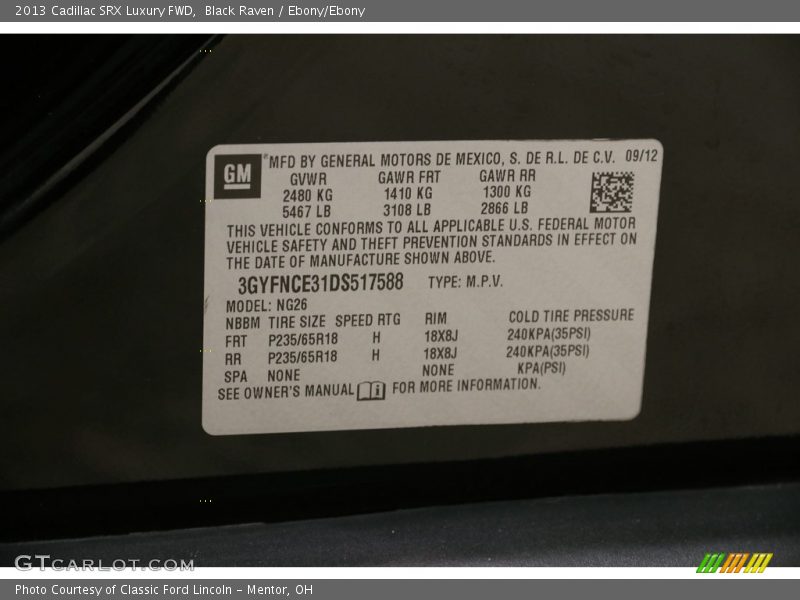 2013 Cadillac SRX Luxury FWD,  Black Raven / Ebony/Ebony
GM
®MFD BY GENERAL MOTORS DE MEXICO, S. DE R.L. DE C.V. 09/12
GVWR GAWR FRT GAWR RR
2480 KG 1410 KG 1300 KG
5467 LB 3108 LB 2866 LB
THIS VEHICLE CONFORMS TO ALL APPLICABLE U.S. FEDERAL MOTOR
VEHICLE SAFETY AND THEFT PREVENTION STANDARDS IN EFFECT ON
THE DATE OF MANUFACTURE SHOWN ABOVE.
3GYFNCE31DS517588 TYPE: M.P.V.
MODEL: NG26
NBBM TIRE SIZE SPEED RTG RIM COLD TIRE PRESSURE
FRT P235/65R18 H 18X8J 240KPA(35PSI)
RR P235/65R18 H 18X8J 240KPA(35PSI)
SPA NONE NONE KPA(PSI)
SEE OWNER'S MANUAL FOR MORE INFORMATION.
GTCARLOT.COM
Photo Courtesy of Classic Ford Lincoln – Mentor, OH